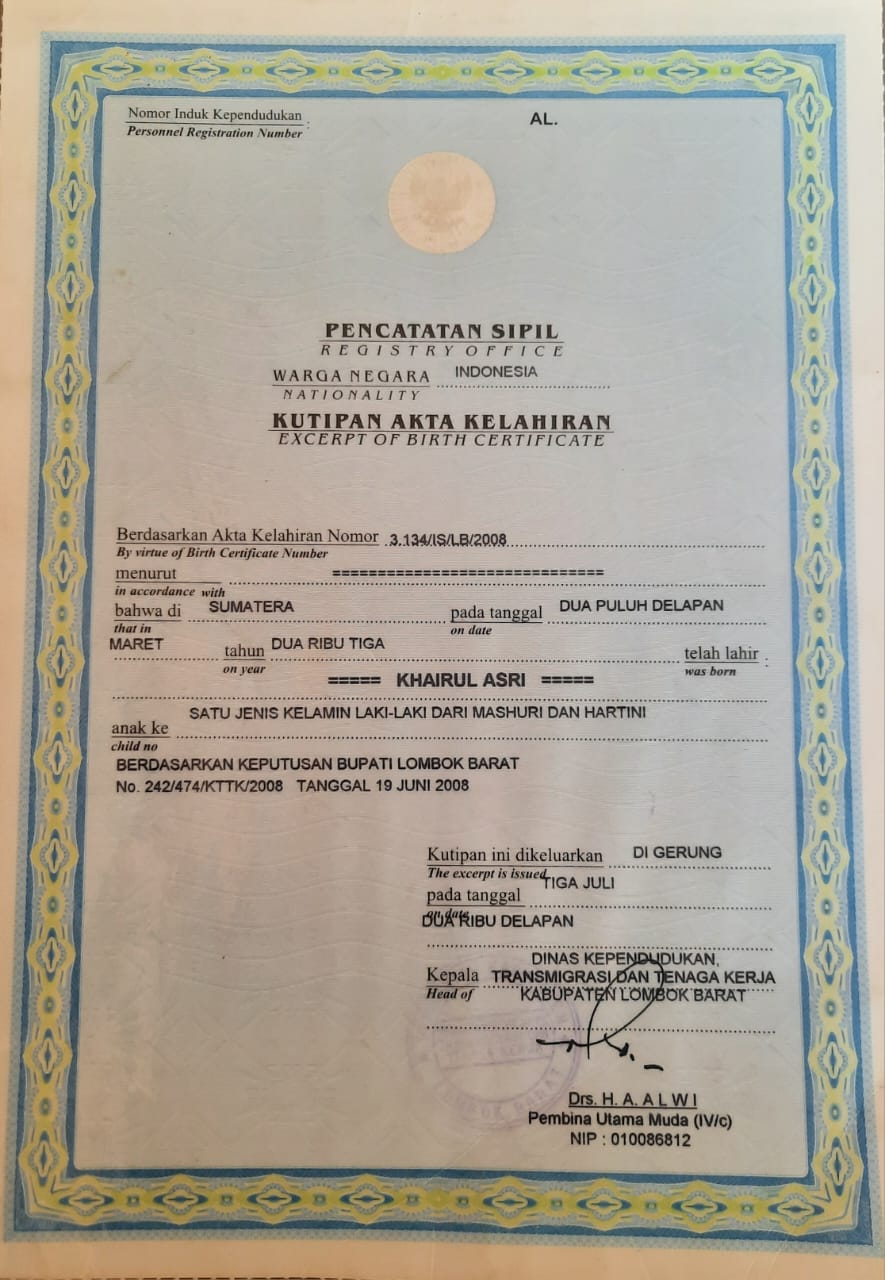 Nomor Induk Kependudukan : AL.
Personnel Registration Number
PENCATATAN SIPIL
REGISTRY OFFICE
WARGA NEGARA INDONESIA
NATIONALITY
KUTIPAN AKTA KELAHIRAN
EXCERPT OF BIRTH CERTIFICATE
Berdasarkan Akta Kelahiran Nomor 3.134/IS/LB/2008
By virtue of Birth Certificate Number
menurut ==============================
in accordance with
bahwa di SUMATERA pada tanggal DUA PULUH DELAPAN
that in on date
MARET tahun DUA RIBU TIGA telah lahir :
on year was born
===== KHAIRUL ASRI =====
anak ke SATU JENIS KELAMIN LAKI-LAKI DARI MASHURI DAN HARTINI
child no
BERDASARKAN KEPUTUSAN BUPATI LOMBOK BARAT
No. 242/474/KTTK/2008 TANGGAL 19 JUNI 2008
Kutipan ini dikeluarkan DI GERUNG
The excerpt is issued
pada tanggal TIGA JULI
on date
DUA RIBU DELAPAN
DINAS KEPENDUDUKAN,
Kepala TRANSMIGRASI DAN TENAGA KERJA
Head of KABUPATEN LOMBOK BARAT
LOMBOK BARAT
Drs. H. A. A L W I
Pembina Utama Muda (IV/c)
NIP : 010086812